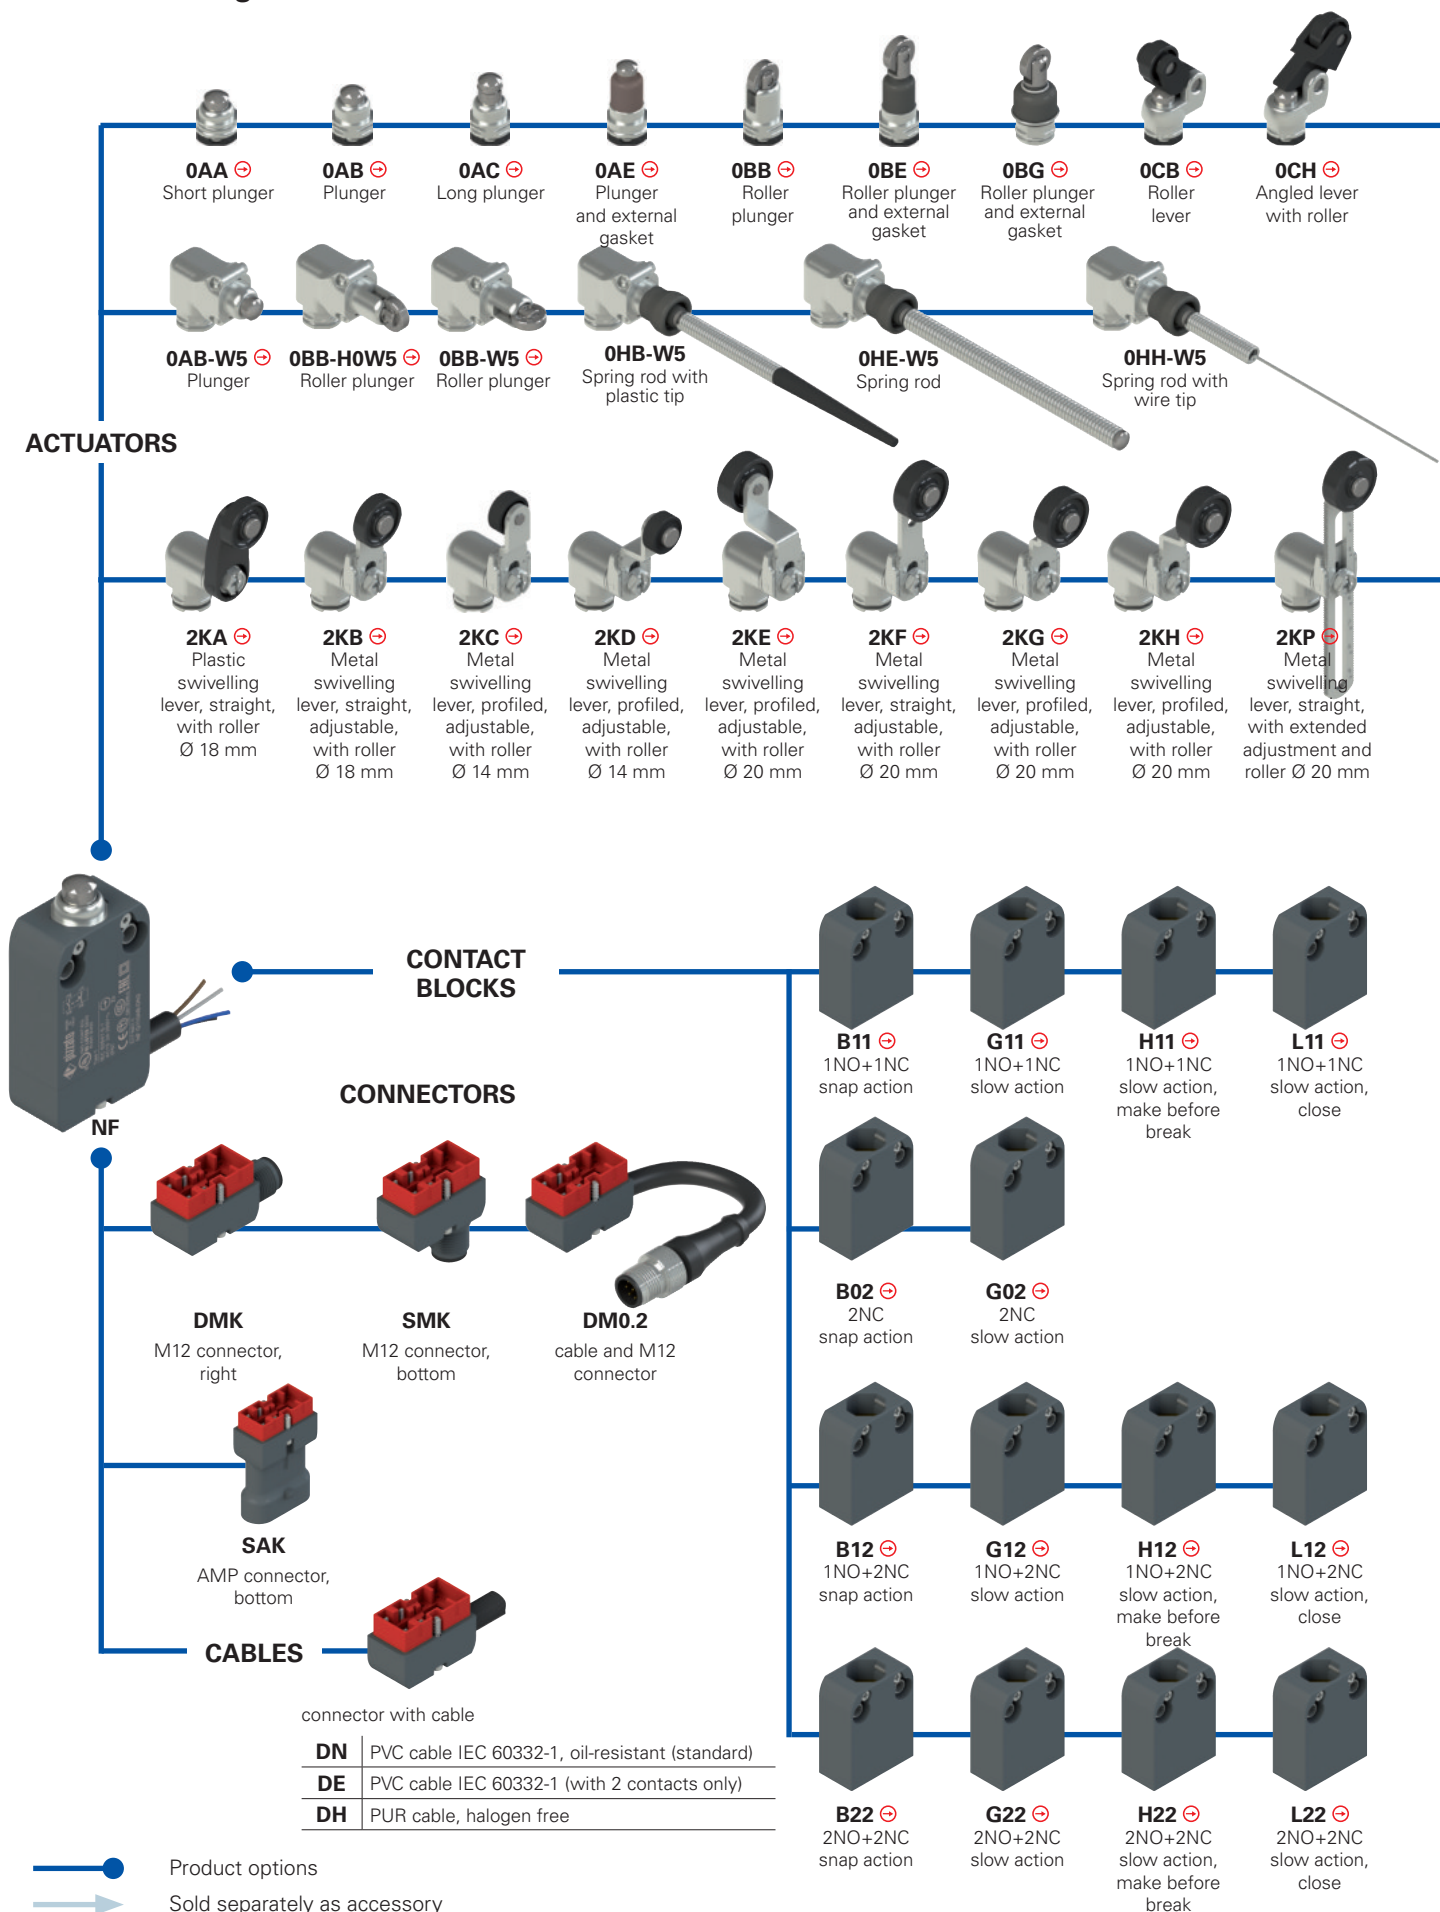 0AA
Short plunger
0AB
Plunger
0AC
Long plunger
0AE
Plunger
and external
gasket
0BB
Roller
plunger
0BE
Roller plunger
and external
gasket
0BG
Roller plunger
and external
gasket
0CB
Roller
lever
0CH
Angled lever
with roller
0AB-W5
Plunger
0BB-H0W5
Roller plunger
0BB-W5
Roller plunger
0HB-W5
Spring rod with
plastic tip
0HE-W5
Spring rod
0HH-W5
Spring rod with
wire tip
ACTUATORS
2KA
Plastic
swivelling
lever, straight,
with roller
Ø 18 mm
2KB
Metal
swivelling
lever, straight,
adjustable,
with roller
Ø 18 mm
2KC
Metal
swivelling
lever, profiled,
adjustable,
with roller
Ø 14 mm
2KD
Metal
swivelling
lever, profiled,
adjustable,
with roller
Ø 14 mm
2KE
Metal
swivelling
lever, profiled,
adjustable,
with roller
Ø 20 mm
2KF
Metal
swivelling
lever, straight,
adjustable,
with roller
Ø 20 mm
2KG
Metal
swivelling
lever, profiled,
adjustable,
with roller
Ø 20 mm
2KH
Metal
swivelling
lever, profiled,
adjustable,
with roller
Ø 20 mm
2KP
Metal
swivelling
lever, straight,
with extended
adjustment and
roller Ø 20 mm
pizzato
NF
CONTACT
BLOCKS
B11
1NO+1NC
snap action
G11
1NO+1NC
slow action
H11
1NO+1NC
slow action,
make before
break
L11
1NO+1NC
slow action,
close
B02
2NC
snap action
G02
2NC
slow action
B12
1NO+2NC
snap action
G12
1NO+2NC
slow action
H12
1NO+2NC
slow action,
make before
break
L12
1NO+2NC
slow action,
close
B22
2NO+2NC
snap action
G22
2NO+2NC
slow action
H22
2NO+2NC
slow action,
make before
break
L22
2NO+2NC
slow action,
close
CONNECTORS
DMK
M12 connector,
right
SMK
M12 connector,
bottom
DM0.2
cable and M12
connector
SAK
AMP connector,
bottom
CABLES
connector with cable
DN PVC cable IEC 60332-1, oil-resistant (standard)
DE PVC cable IEC 60332-1 (with 2 contacts only)
DH PUR cable, halogen free
Product options
Sold separately as accessory